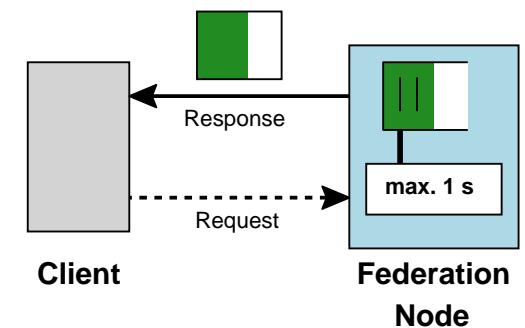 Response
max. 1 s
Request
Client
Federation
Node